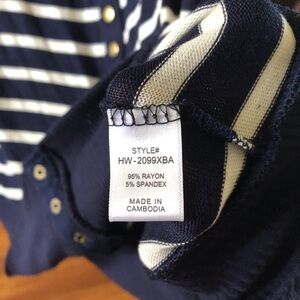 STYLE#
HW-2099XBA
95% RAYON
5% SPANDEX
MADE IN
CAMBODIA